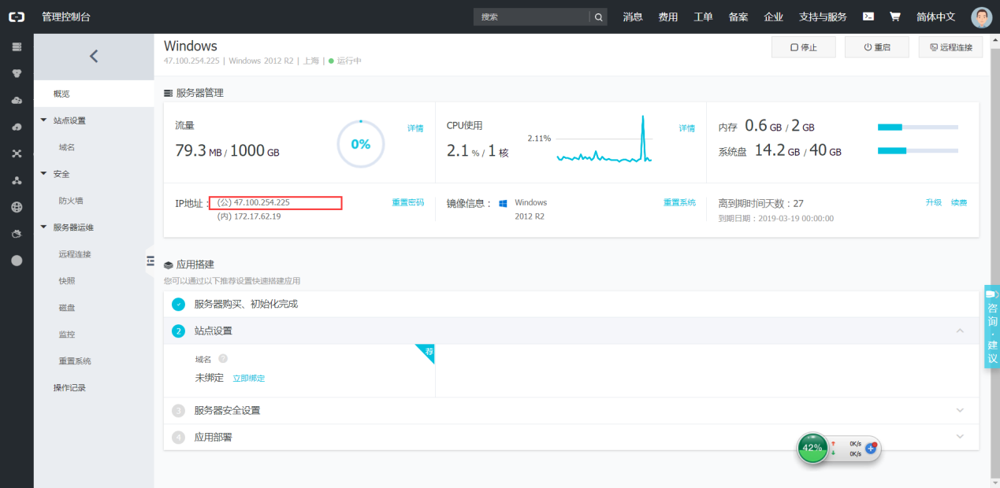 管理控制台 搜索 消息 费用 工单 备案 企业 支持与服务 简体中文
概览
站点设置
域名
安全
防火墙
服务器运维
远程连接
快照
磁盘
监控
重置系统
操作记录
Windows
47.100.254.225 | Windows 2012 R2 | 上海 | 运行中
停止 重启 远程连接
服务器管理
流量 详情
79.3 MB / 1000 GB
0%
CPU使用 详情
2.1 % / 1 核
2.11%
内存 0.6 GB / 2 GB
系统盘 14.2 GB / 40 GB
IP地址： (公) 47.100.254.225 重置密码
(内) 172.17.62.19
镜像信息： Windows 重置系统
2012 R2
离到期时间天数：27 升级 续费
到期日期：2019-03-19 00:00:00
应用搭建
您可以通过以下推荐设置快速搭建应用
服务器购买、初始化完成
2 站点设置
域名 ?
荐
未绑定 立即绑定
3 服务器安全设置
4 应用部署
咨询·建议
42%
0K/s
0K/s